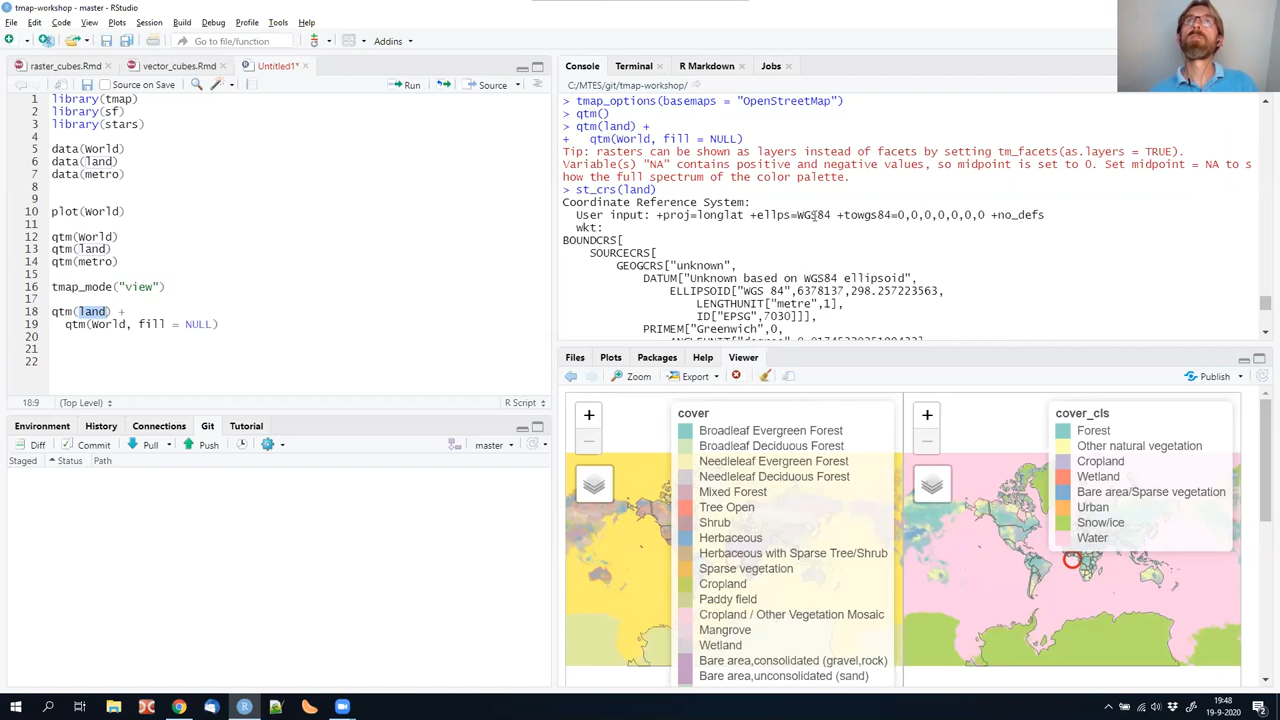 tmap-workshop - master - RStudio
File Edit Code View Plots Session Build Debug Profile Tools Help
Go to file/function Addins
raster_cubes.Rmd vector_cubes.Rmd Untitled1*
Source on Save Run Source
1 library(tmap)
2 library(sf)
3 library(stars)
4
5 data(World)
6 data(land)
7 data(metro)
8
9
10 plot(World)
11
12 qtm(World)
13 qtm(land)
14 qtm(metro)
15
16 tmap_mode("view")
17
18 qtm(land) +
19 qtm(World, fill = NULL)
20
21
22
18:9 (Top Level) R Script
Environment History Connections Git Tutorial
Diff Commit Pull Push master
Staged Status Path
Console Terminal R Markdown Jobs
C:/MTES/git/tmap-workshop/
> tmap_options(basemaps = "OpenStreetMap")
> qtm()
> qtm(land) +
+ qtm(World, fill = NULL)
Tip: rasters can be shown as layers instead of facets by setting tm_facets(as.layers = TRUE).
Variable(s) "NA" contains positive and negative values, so midpoint is set to 0. Set midpoint = NA to s
how the full spectrum of the color palette.
> st_crs(land)
Coordinate Reference System:
User input: +proj=longlat +ellps=WGS84 +towgs84=0,0,0,0,0,0,0 +no_defs
wkt:
BOUNDCRS[
SOURCECRS[
GEOGCRS["unknown",
DATUM["Unknown based on WGS84 ellipsoid",
ELLIPSOID["WGS 84",6378137,298.257223563,
LENGTHUNIT["metre",1],
ID["EPSG",7030]]],
PRIMEM["Greenwich",0,
Files Plots Packages Help Viewer
Zoom Export Publish
+
−
cover
Broadleaf Evergreen Forest
Broadleaf Deciduous Forest
Needleleaf Evergreen Forest
Needleleaf Deciduous Forest
Mixed Forest
Tree Open
Shrub
Herbaceous
Herbaceous with Sparse Tree/Shrub
Sparse vegetation
Cropland
Paddy field
Cropland / Other Vegetation Mosaic
Mangrove
Wetland
Bare area,consolidated (gravel,rock)
Bare area,unconsolidated (sand)
+
−
cover_cls
Forest
Other natural vegetation
Cropland
Wetland
Bare area/Sparse vegetation
Urban
Snow/ice
Water
19:48
19-9-2020
2